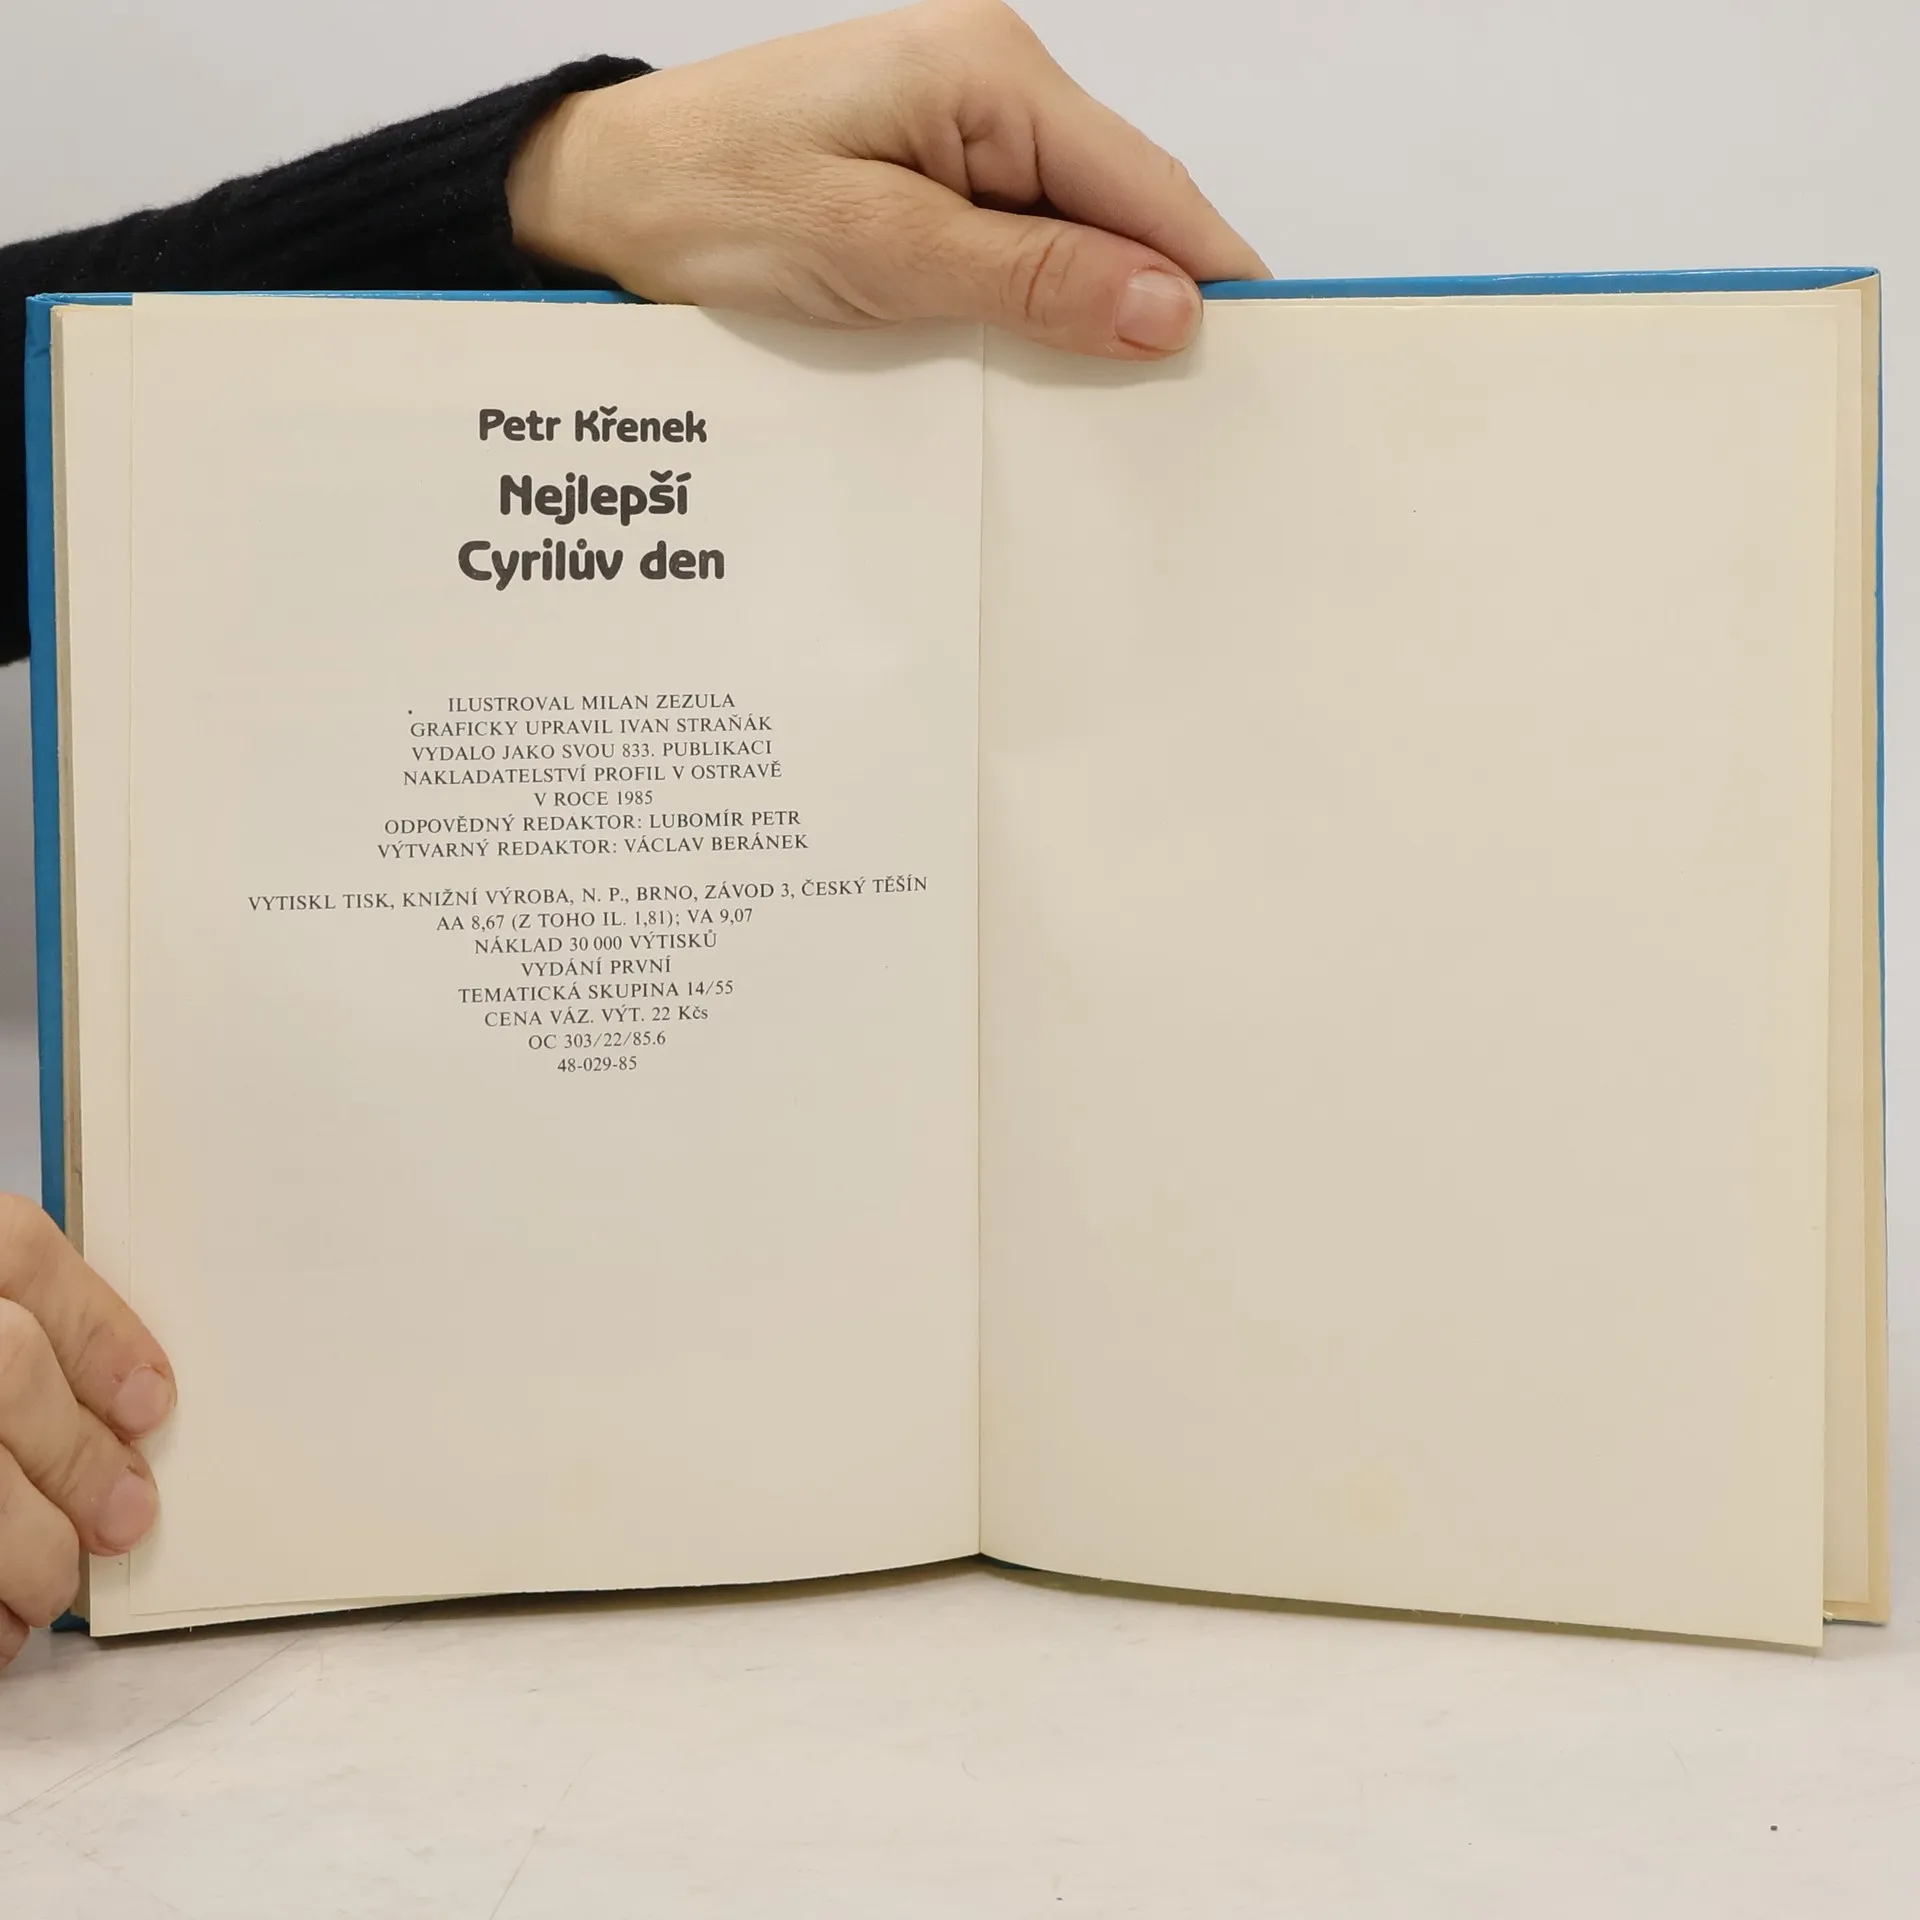 Petr Křenek
Nejlepší
Cyrilův den
ILUSTROVAL MILAN ZEZULA
GRAFICKY UPRAVIL IVAN STRAŇÁK
VYDALO JAKO SVOU 833. PUBLIKACI
NAKLADATELSTVÍ PROFIL V OSTRAVĚ
V ROCE 1985
ODPOVĚDNÝ REDAKTOR: LUBOMÍR PETR
VÝTVARNÝ REDAKTOR: VÁCLAV BERÁNEK
VYTISKL TISK, KNIŽNÍ VÝROBA, N. P., BRNO, ZÁVOD 3, ČESKÝ TĚŠÍN
AA 8,67 (Z TOHO IL. 1,81); VA 9,07
NÁKLAD 30 000 VÝTISKŮ
VYDÁNÍ PRVNÍ
TEMATICKÁ SKUPINA 14/55
CENA VÁZ. VÝT. 22 Kčs
OC 303/22/85.6
48-029-85